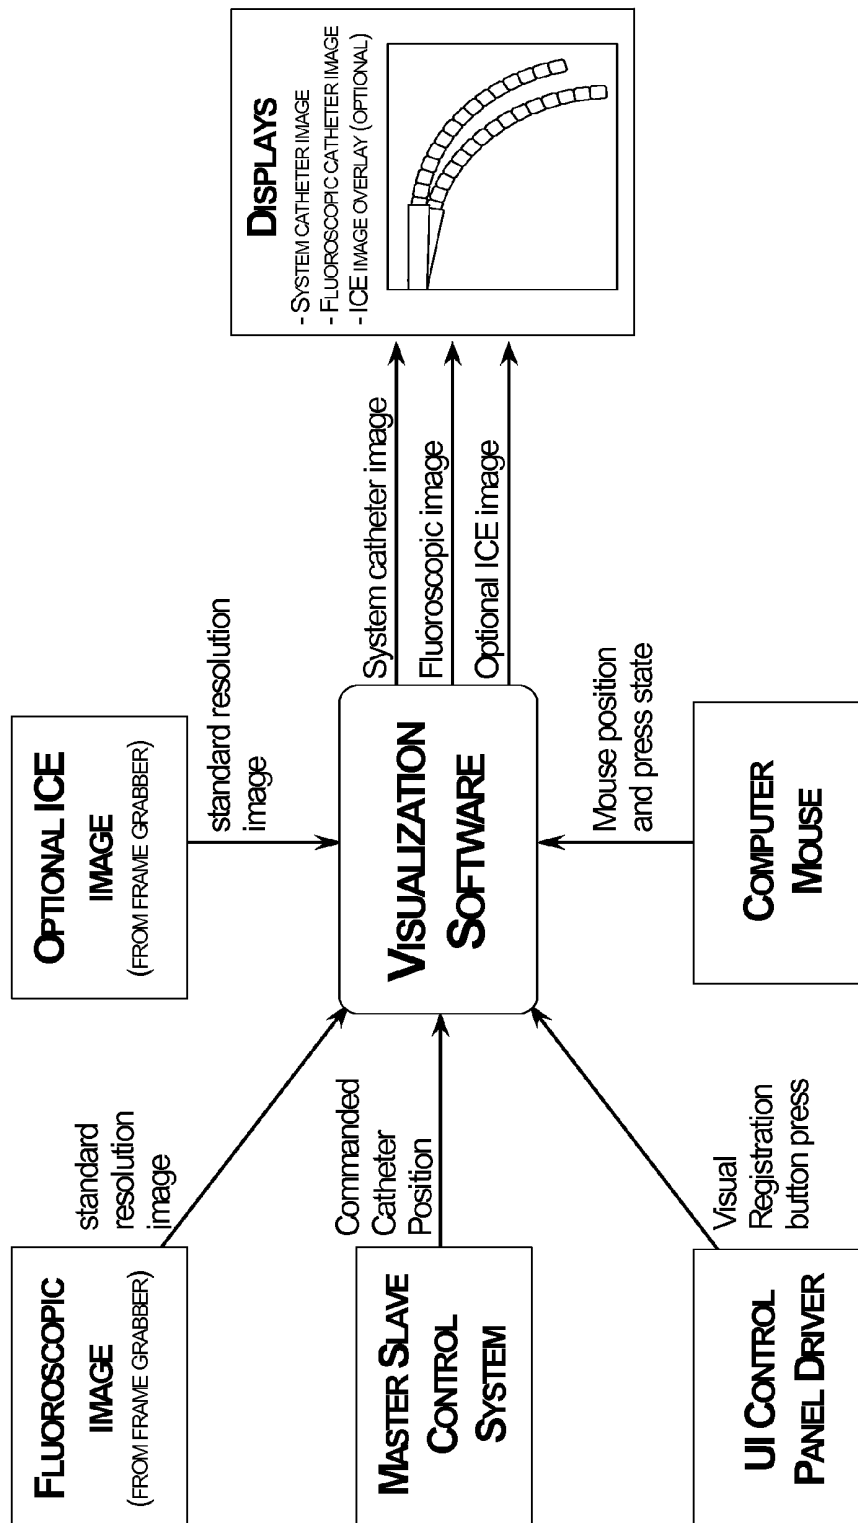 FLUOROSCOPIC
IMAGE
(FROM FRAME GRABBER)
standard
resolution
image
OPTIONAL ICE
IMAGE
(FROM FRAME GRABBER)
standard resolution
image
MASTER SLAVE
CONTROL
SYSTEM
Commanded
Catheter
Position
VISUALIZATION
SOFTWARE
System catheter image
Fluoroscopic image
Optional ICE image
DISPLAYS
- SYSTEM CATHETER IMAGE
- FLUOROSCOPIC CATHETER IMAGE
- ICE IMAGE OVERLAY (OPTIONAL)
UI CONTROL
PANEL DRIVER
Visual
Registration
button press
COMPUTER
MOUSE
Mouse position
and press state